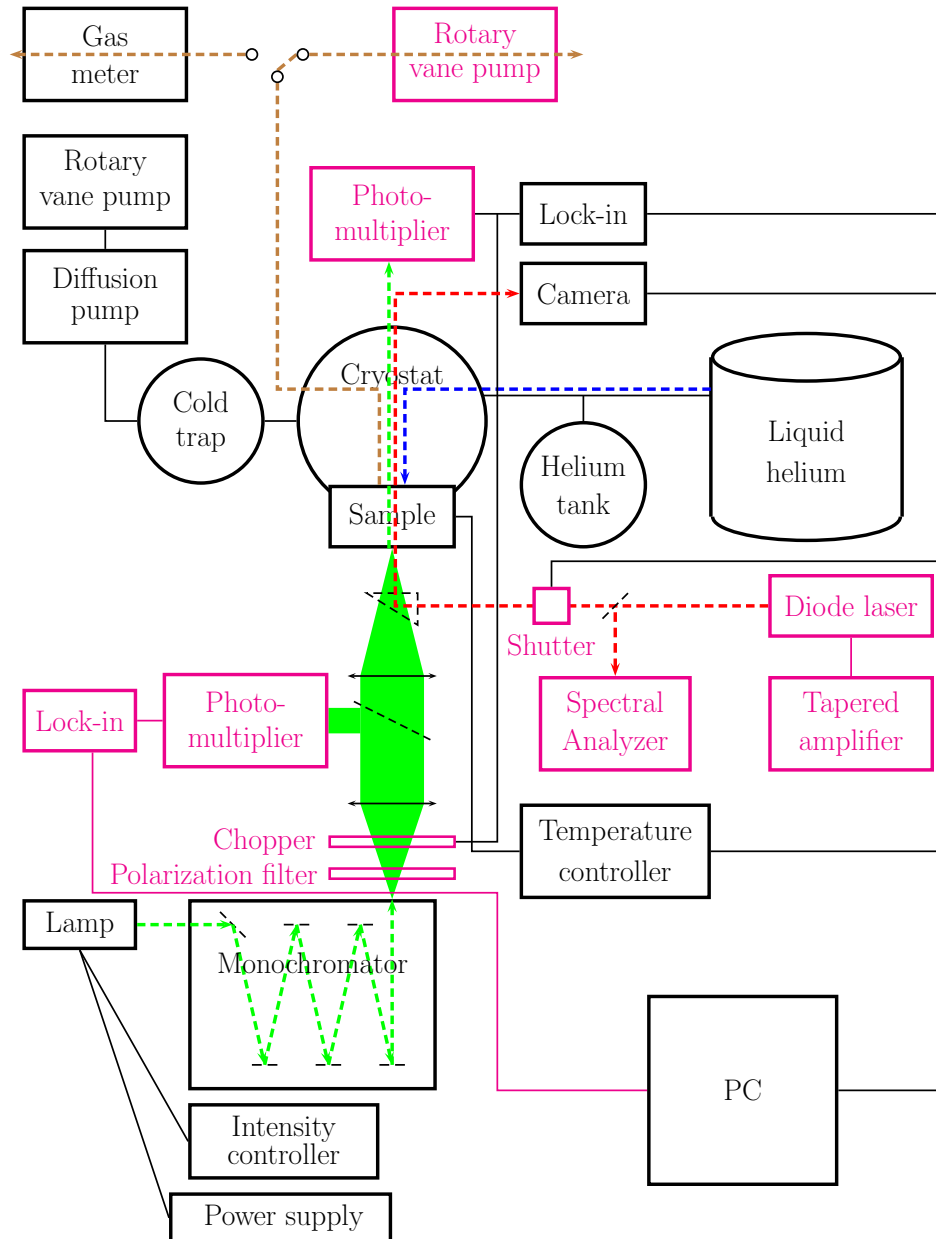 Gas
meter
Rotary
vane pump
Rotary
vane pump
Photo-
multiplier
Lock-in
Diffusion
pump
Camera
Cryostat
Cold
trap
Liquid
helium
Helium
tank
Sample
Diode laser
Shutter
Lock-in
Photo-
multiplier
Spectral
Analyzer
Tapered
amplifier
Chopper
Temperature
controller
Polarization filter
Lamp
Monochromator
PC
Intensity
controller
Power supply